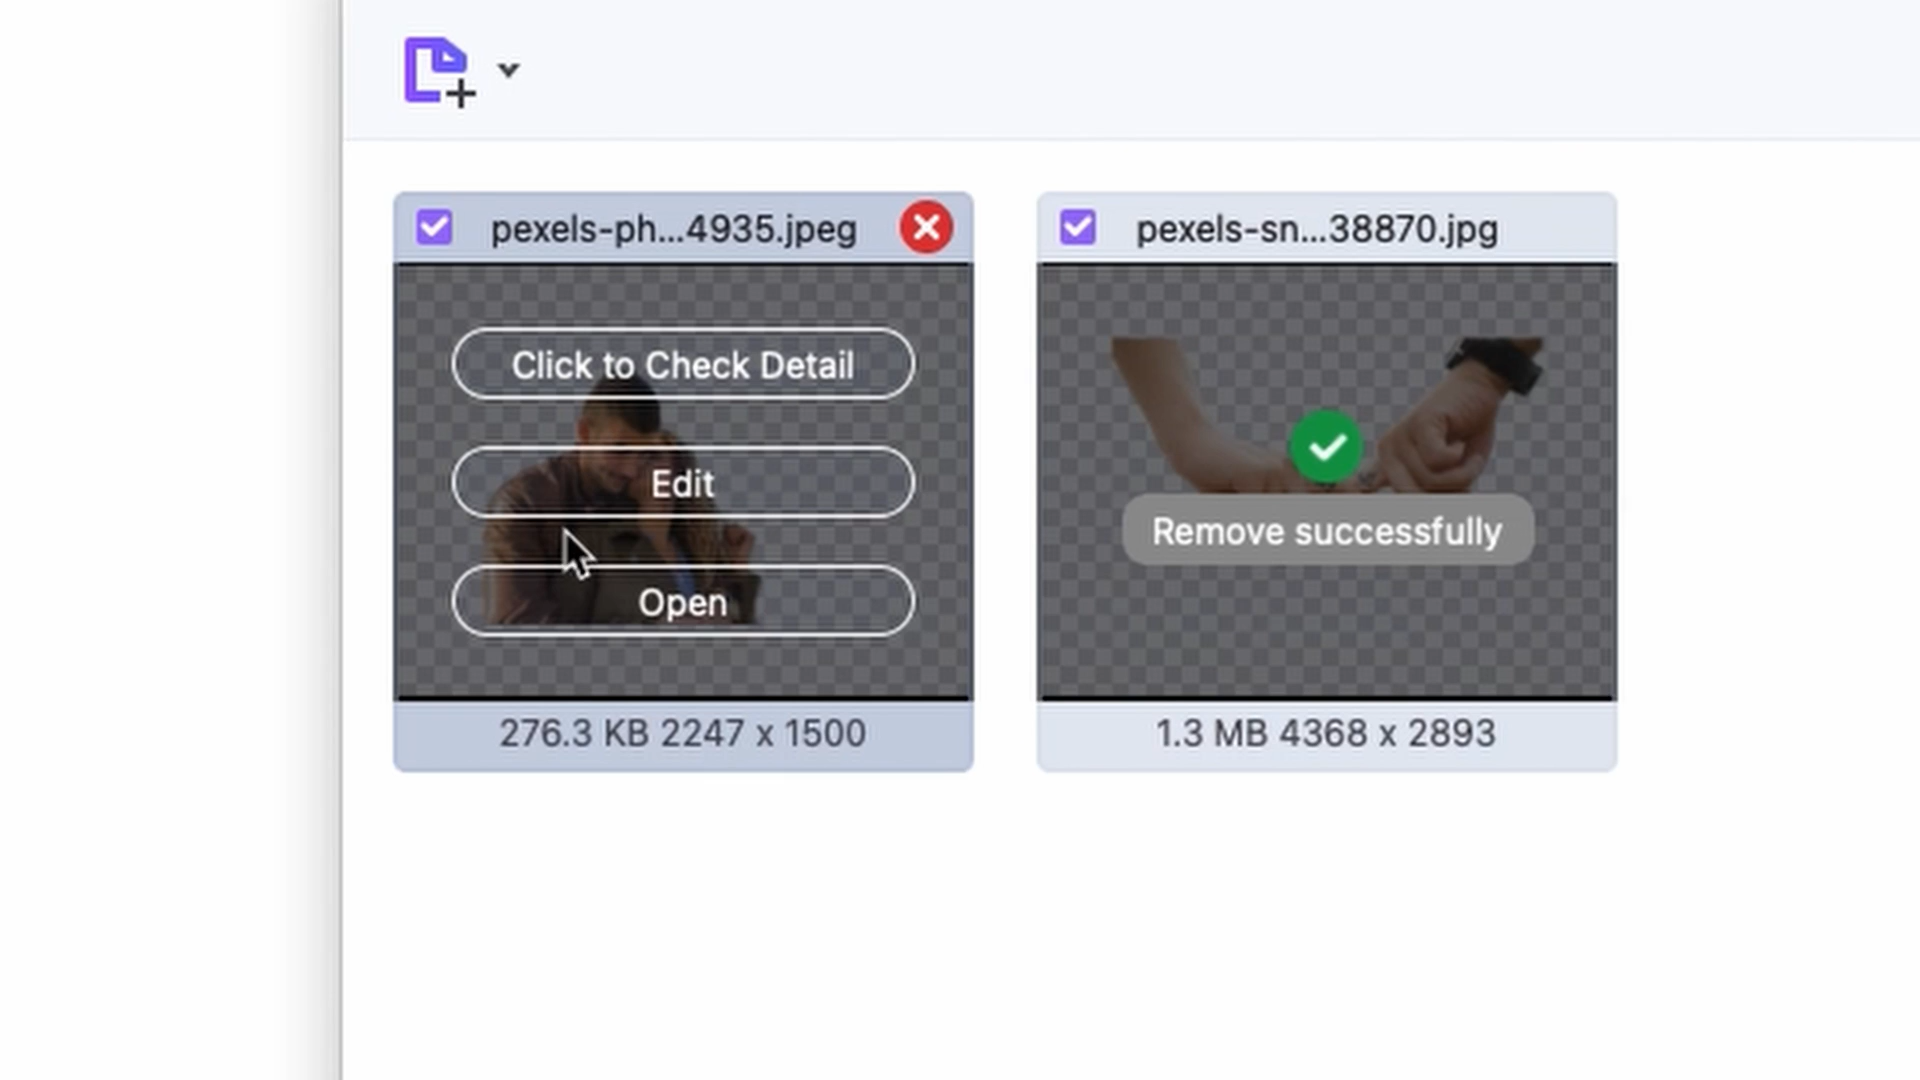 pexels-ph...4935.jpeg
Click to Check Detail
Edit
Open
276.3 KB 2247 x 1500
pexels-sn...38870.jpg
Remove successfully
1.3 MB 4368 x 2893